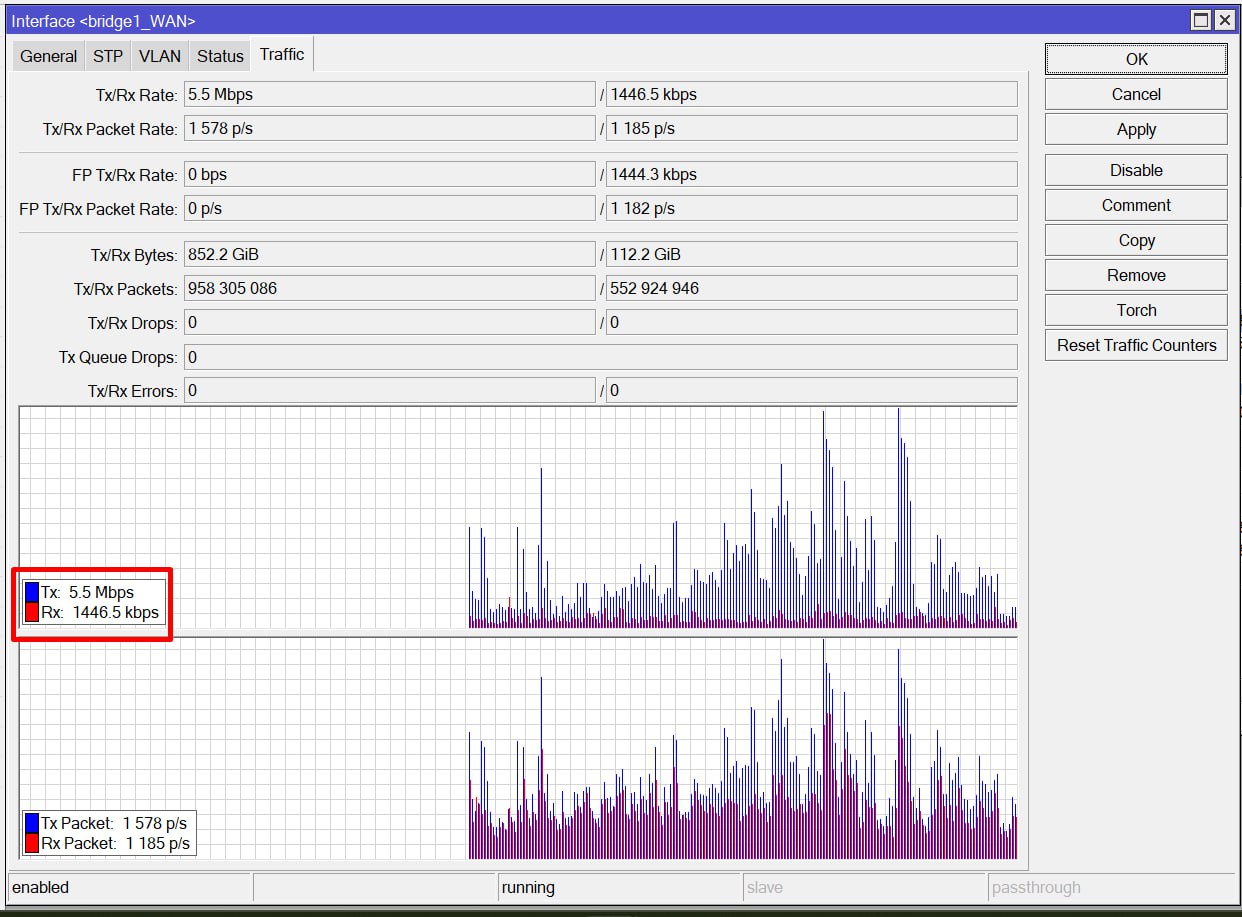 Interface <bridge1_WAN>
General STP VLAN Status Traffic
OK
Cancel
Apply
Disable
Comment
Copy
Remove
Torch
Reset Traffic Counters
Tx/Rx Rate: 5.5 Mbps / 1446.5 kbps
Tx/Rx Packet Rate: 1 578 p/s / 1 185 p/s
FP Tx/Rx Rate: 0 bps / 1444.3 kbps
FP Tx/Rx Packet Rate: 0 p/s / 1 182 p/s
Tx/Rx Bytes: 852.2 GiB / 112.2 GiB
Tx/Rx Packets: 958 305 086 / 552 924 946
Tx/Rx Drops: 0 / 0
Tx Queue Drops: 0
Tx/Rx Errors: 0 / 0
Tx: 5.5 Mbps
Rx: 1446.5 kbps
Tx Packet: 1 578 p/s
Rx Packet: 1 185 p/s
enabled running slave passthrough